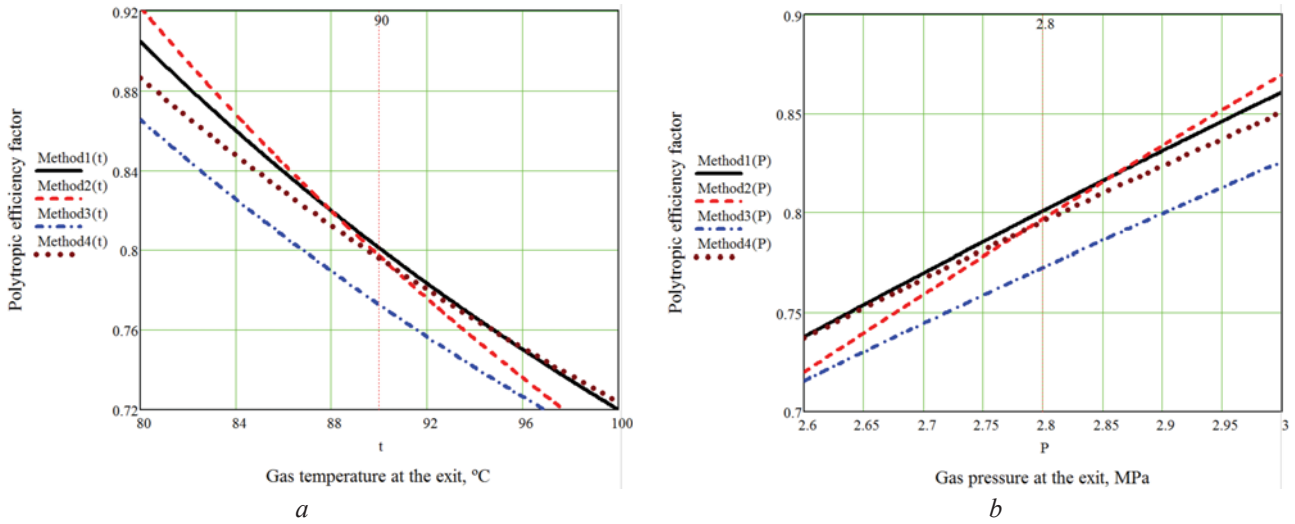 0.92
90
0.88
0.84
0.8
0.76
0.72
Polytropic efficiency factor
Method1(t)
Method2(t)
Method3(t)
Method4(t)
80
84
88
92
96
100
t
Gas temperature at the exit, ºC
a
0.9
2.8
0.85
0.8
0.75
0.7
Polytropic efficiency factor
Method1(P)
Method2(P)
Method3(P)
Method4(P)
2.6
2.65
2.7
2.75
2.8
2.85
2.9
2.95
3
P
Gas pressure at the exit, MPa
b